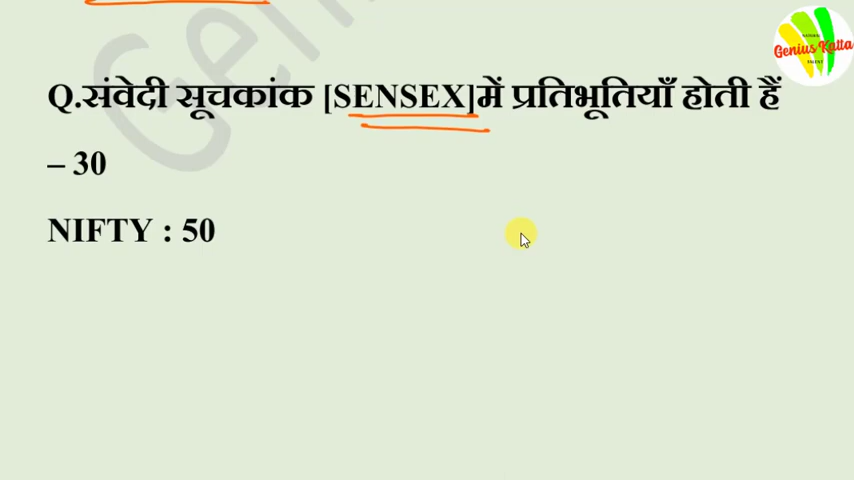 Q.संवेदी सूचकांक [SENSEX]में प्रतिभूतियाँ होती हैं
– 30
NIFTY : 50
Genius Katta